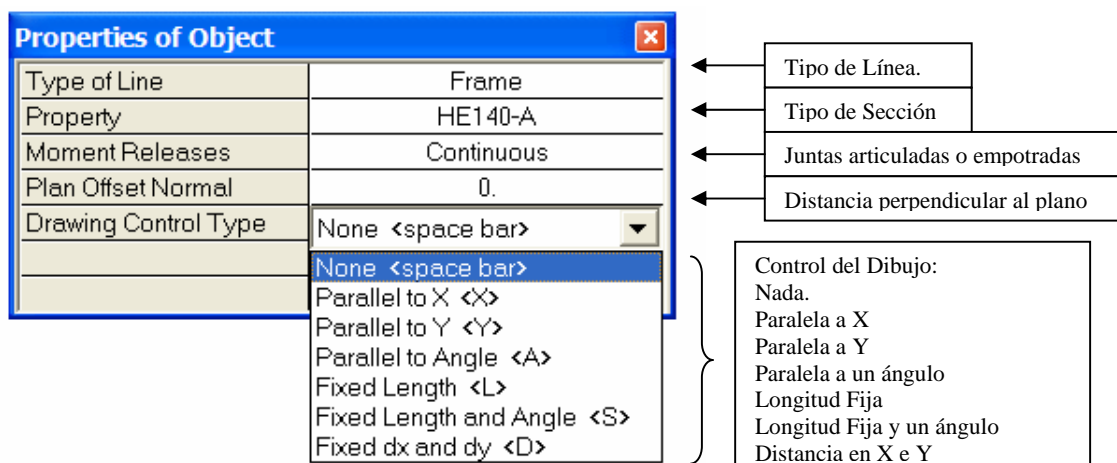 Properties of Object
Type of Line Frame
Tipo de Línea.
Property HE140-A
Tipo de Sección
Moment Releases Continuous
Juntas articuladas o empotradas
Plan Offset Normal 0.
Distancia perpendicular al plano
Drawing Control Type None <space bar>
None <space bar>
Parallel to X <X>
Parallel to Y <Y>
Parallel to Angle <A>
Fixed Length <L>
Fixed Length and Angle <S>
Fixed dx and dy <D>
Control del Dibujo:
Nada.
Paralela a X
Paralela a Y
Paralela a un ángulo
Longitud Fija
Longitud Fija y un ángulo
Distancia en X e Y